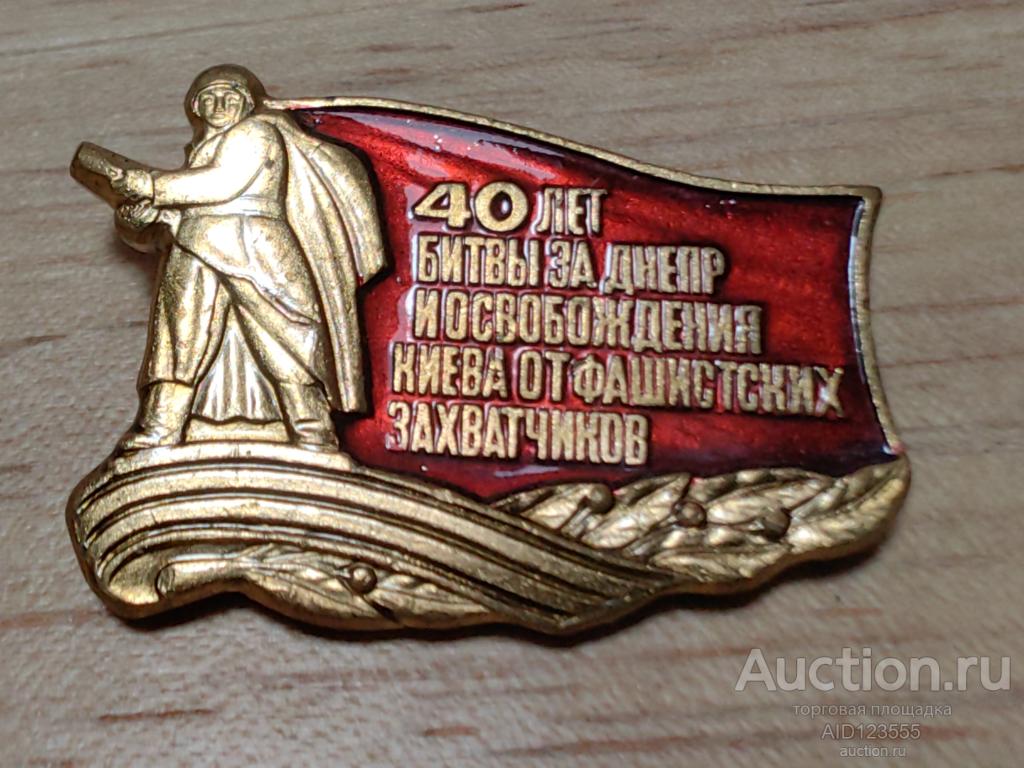 40 ЛЕТ
БИТВЫ ЗА ДНЕПР
И ОСВОБОЖДЕНИЯ
КИЕВА ОТ ФАШИСТСКИХ
ЗАХВАТЧИКОВ
Auction.ru
торговая площадка
AID123555
auction.ru